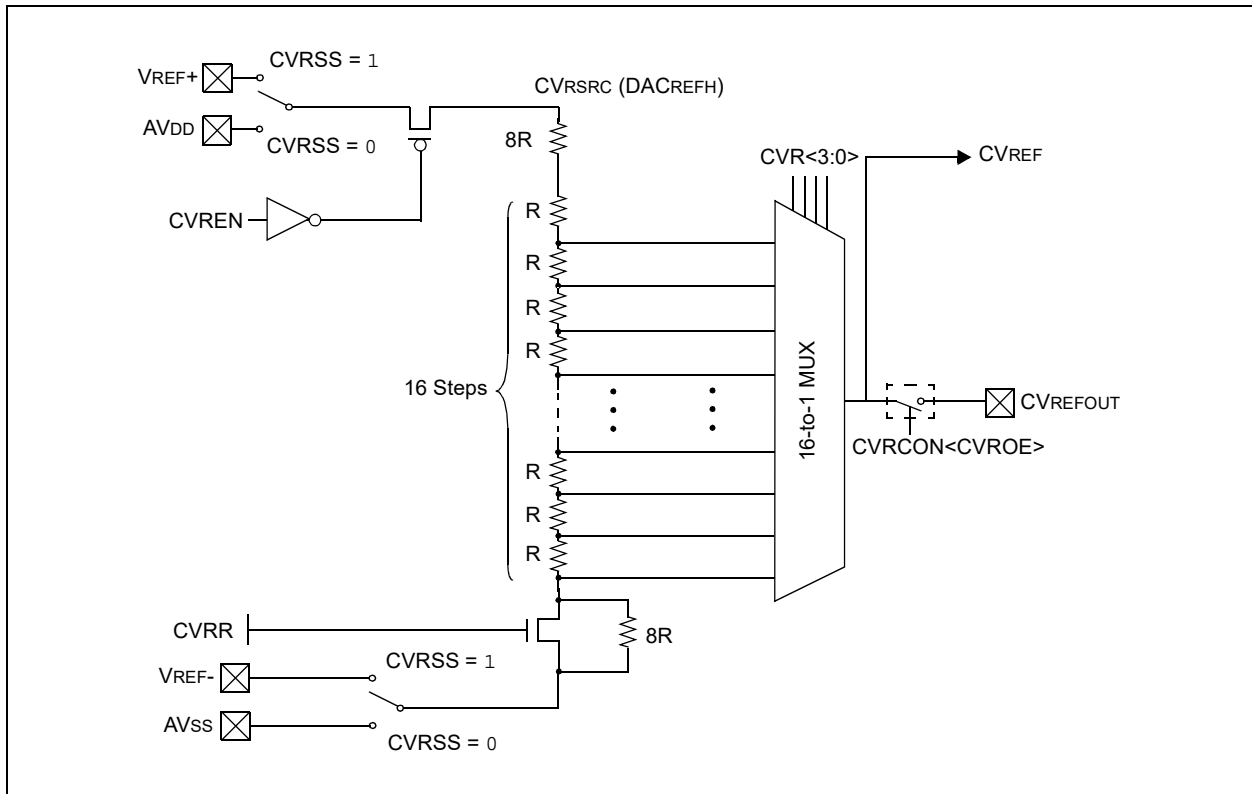 CVRSS = 1
VREF+
CVRSRC (DACREFH)
AVDD
8R
CVRSS = 0
CVR<3:0>
CVREF
CVREN
R
R
R
R
16 Steps
16-to-1 MUX
CVREFOUT
CVRCON<CVROE>
R
R
R
CVRR
8R
CVRSS = 1
VREF-
AVSS
CVRSS = 0